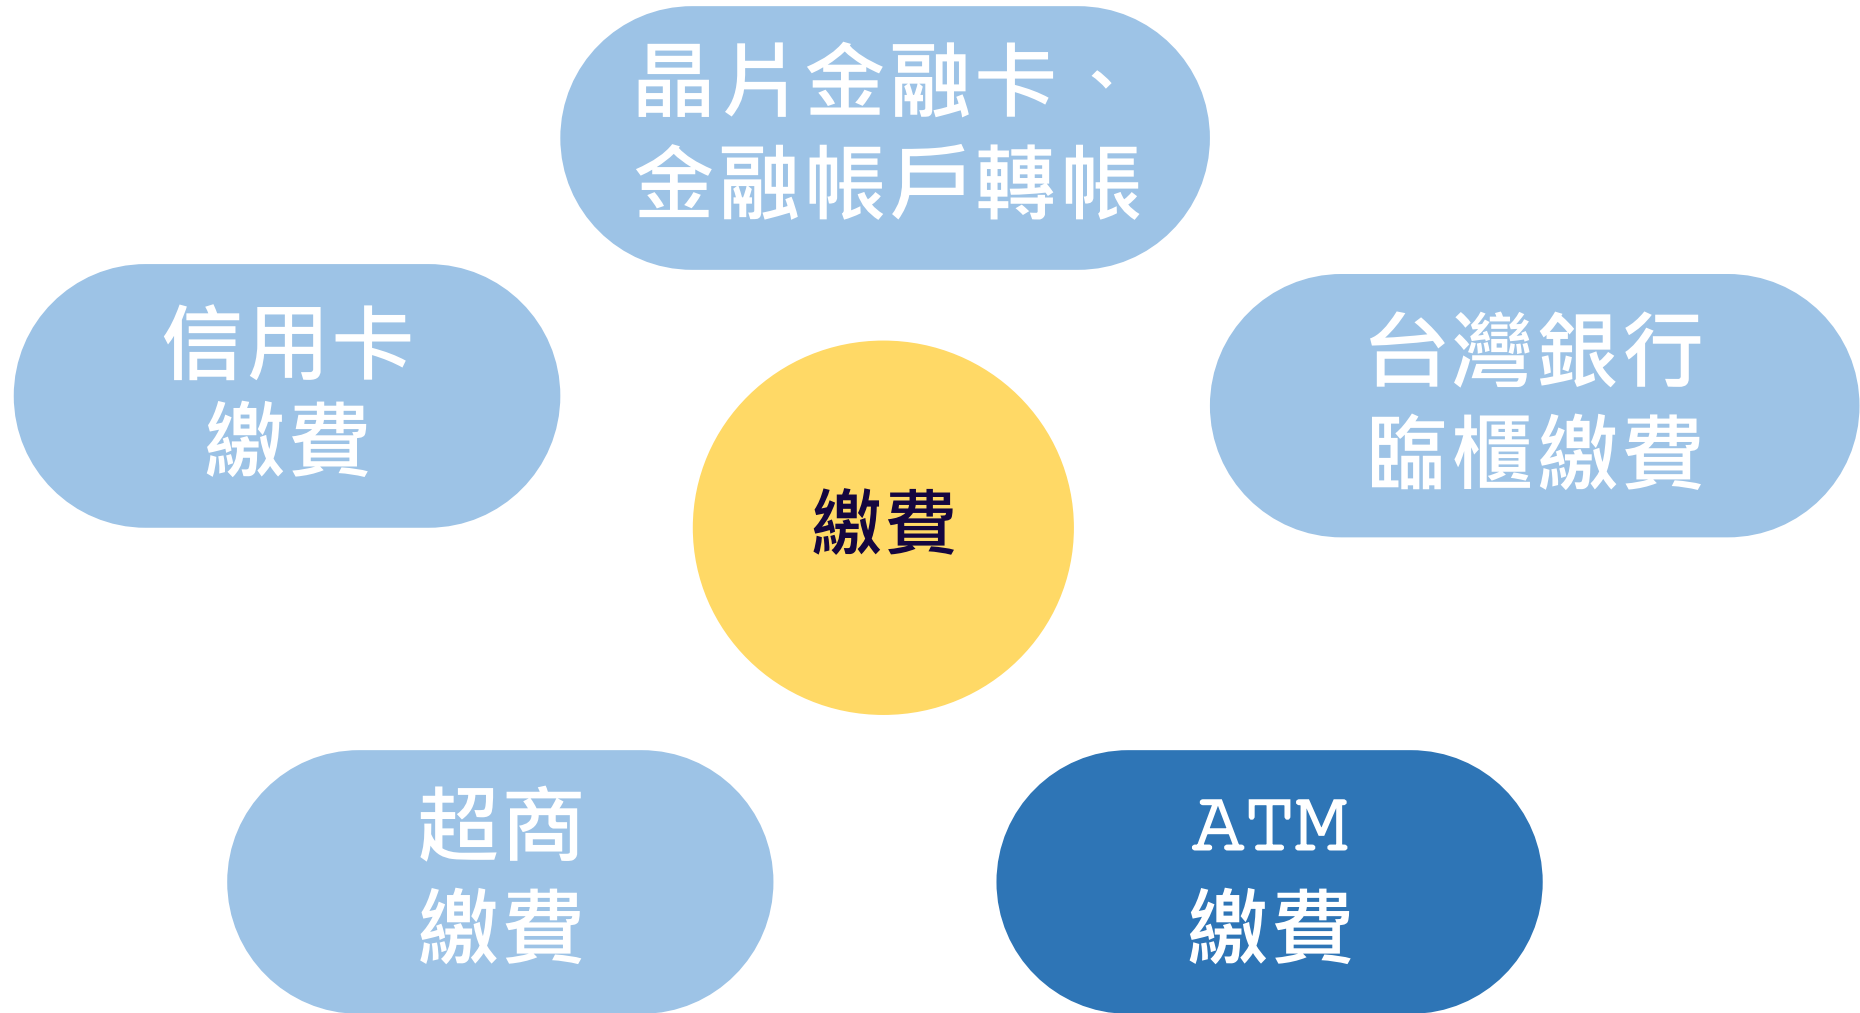 晶片金融卡、
金融帳戶轉帳
信用卡
繳費
台灣銀行
臨櫃繳費
繳費
超商
繳費
ATM
繳費